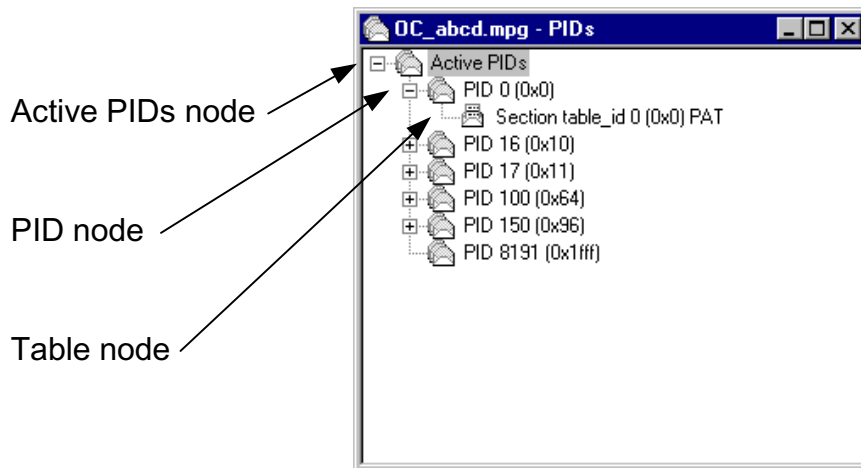 OC_abcd.mpg - PIDs
Active PIDs
PID 0 (0x0)
Section table_id 0 (0x0) PAT
PID 16 (0x10)
PID 17 (0x11)
PID 100 (0x64)
PID 150 (0x96)
PID 8191 (0x1fff)
Active PIDs node
PID node
Table node